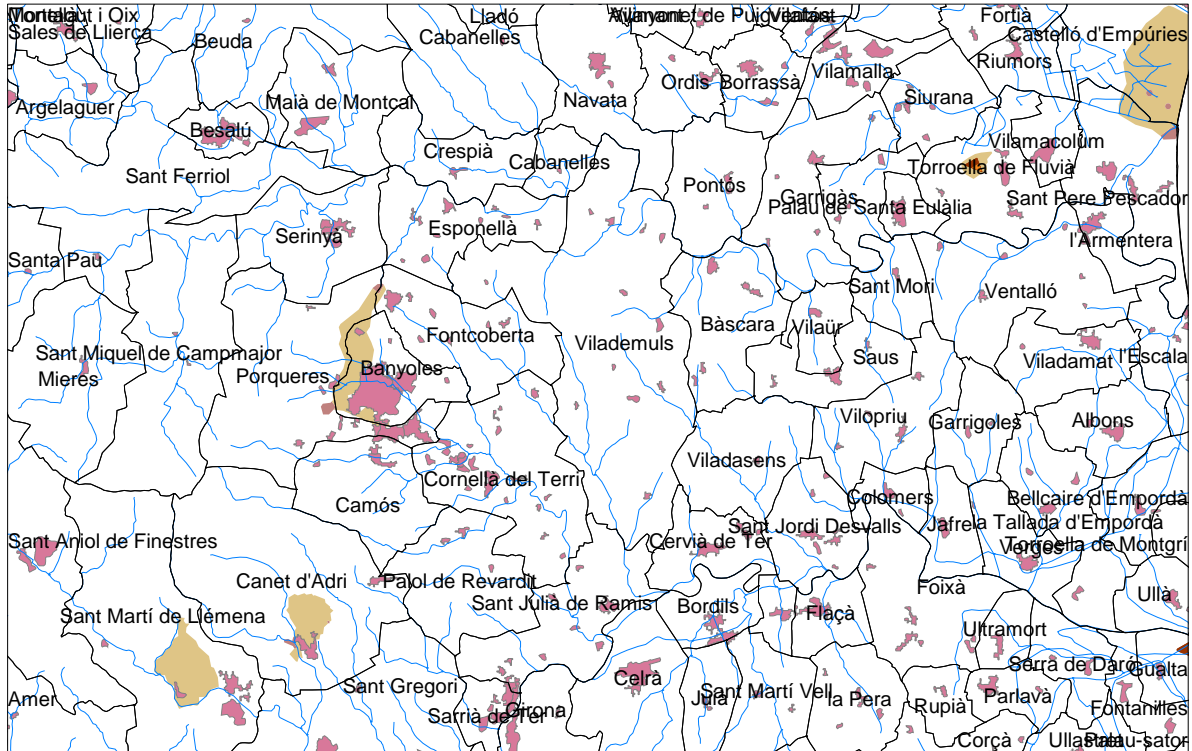 Lladó
Vilafant
Fortià
Sales de Llierca
Beuda
Cabanelles
Castelló d'Empúries
Riumors
Argelaguer
Maià de Montcal
Navata
Ordis
Borrassà
Vilamalla
Siurana
Besalú
Crespià
Cabanelles
Vilamacolum
Sant Ferriol
Pontós
Torroella de Fluvià
Garrigàs
Palau de Santa Eulàlia
Sant Pere Pescador
Serinyà
Esponellà
l'Armentera
Santa Pau
Sant Mori
Ventalló
Fontcoberta
Vilademuls
Bàscara
Vilaür
Sant Miquel de Campmajor
Mieres
Porqueres
Banyoles
Saus
Viladamat
l'Escala
Vilopriu
Garrigoles
Albons
Viladasens
Cornellà del Terri
Camós
Colomers
Bellcaire d'Empordà
Sant Aniol de Finestres
Cervià de Ter
Sant Jordi Desvalls
Jafre
la Tallada d'Empordà
Verges
Torroella de Montgrí
Canet d'Adri
Palol de Revardit
Foixà
Ullà
Sant Martí de Llémena
Sant Julià de Ramis
Bordils
Flaçà
Ultramort
Serra de Daró
Gualta
Amer
Sant Gregori
Celrà
Juià
Sant Martí Vell
la Pera
Rupià
Parlavà
Fontanilles
Sarrià de Ter
Girona
Corçà
Ullastret
Palau-sator